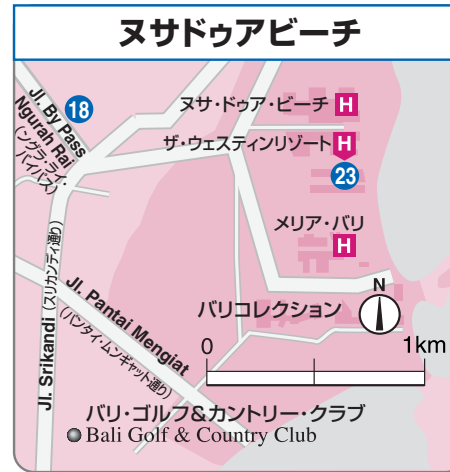 ヌサドゥアビーチ
Jl. By Pass
Ngurah Rai
(ングラ・ライ・
バイパス)
18
ヌサ・ドゥア・ビーチ H
ザ・ウェスティンリゾート H
23
メリア・バリ
H
N
バリコレクション
0 1km
Jl. Srikandi (スリカンディ通り)
Jl. Pantai Mengiat
(パンタイ・ムンギャット通り)
バリ・ゴルフ&カントリー・クラブ
Bali Golf & Country Club